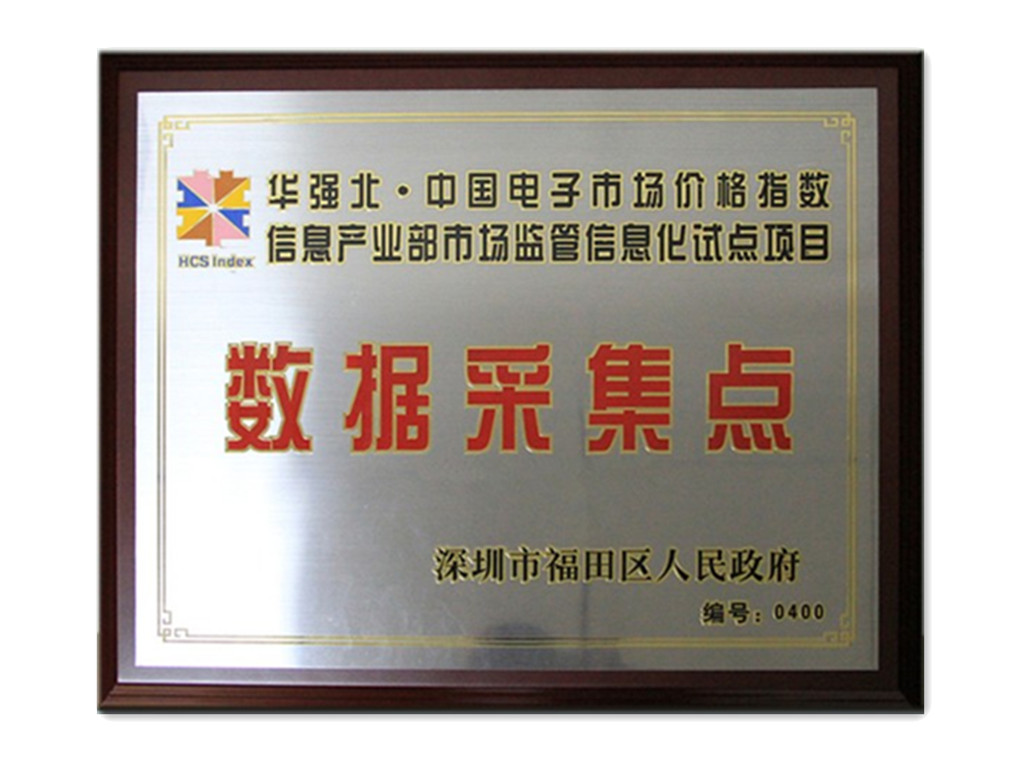 华强北·中国电子市场价格指数
信息产业部市场监管信息化试点项目
HCS Index
数据采集点
深圳市福田区人民政府
编号：0400